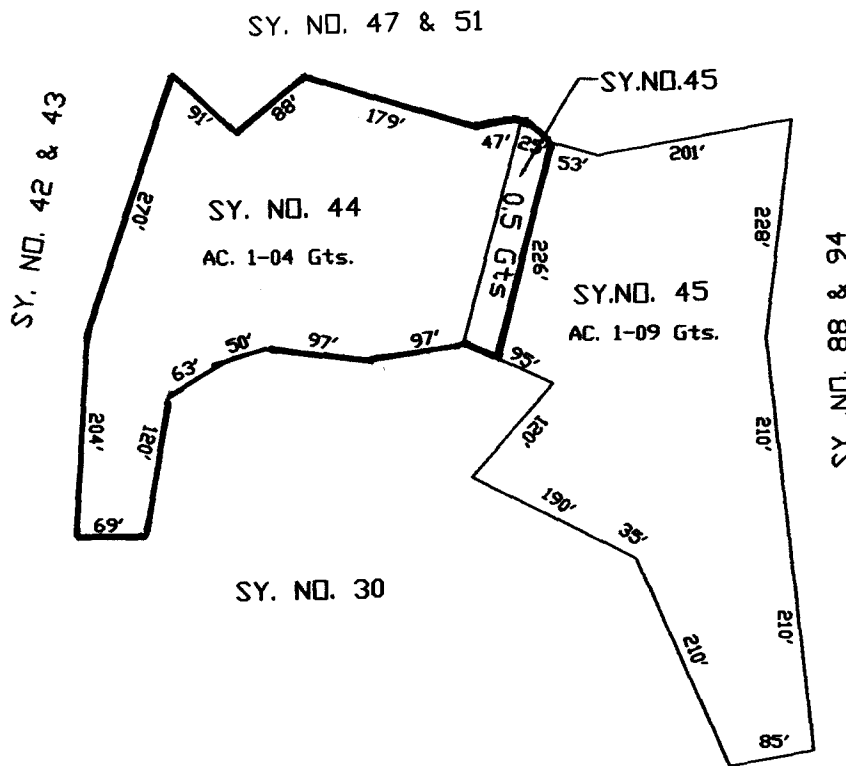 SY. NO. 47 & 51
SY.NO.45
SY. NO. 42 & 43
91'
88'
179'
47'
25'
53'
201'
270'
SY. NO. 44
AC. 1-04 Gts.
0.5 Gts
226'
228'
SY.NO. 45
AC. 1-09 Gts.
SY. NO. 88 & 94
63'
50'
97'
97'
95'
204'
120'
120'
210'
69'
190'
35'
SY. NO. 30
210'
210'
85'